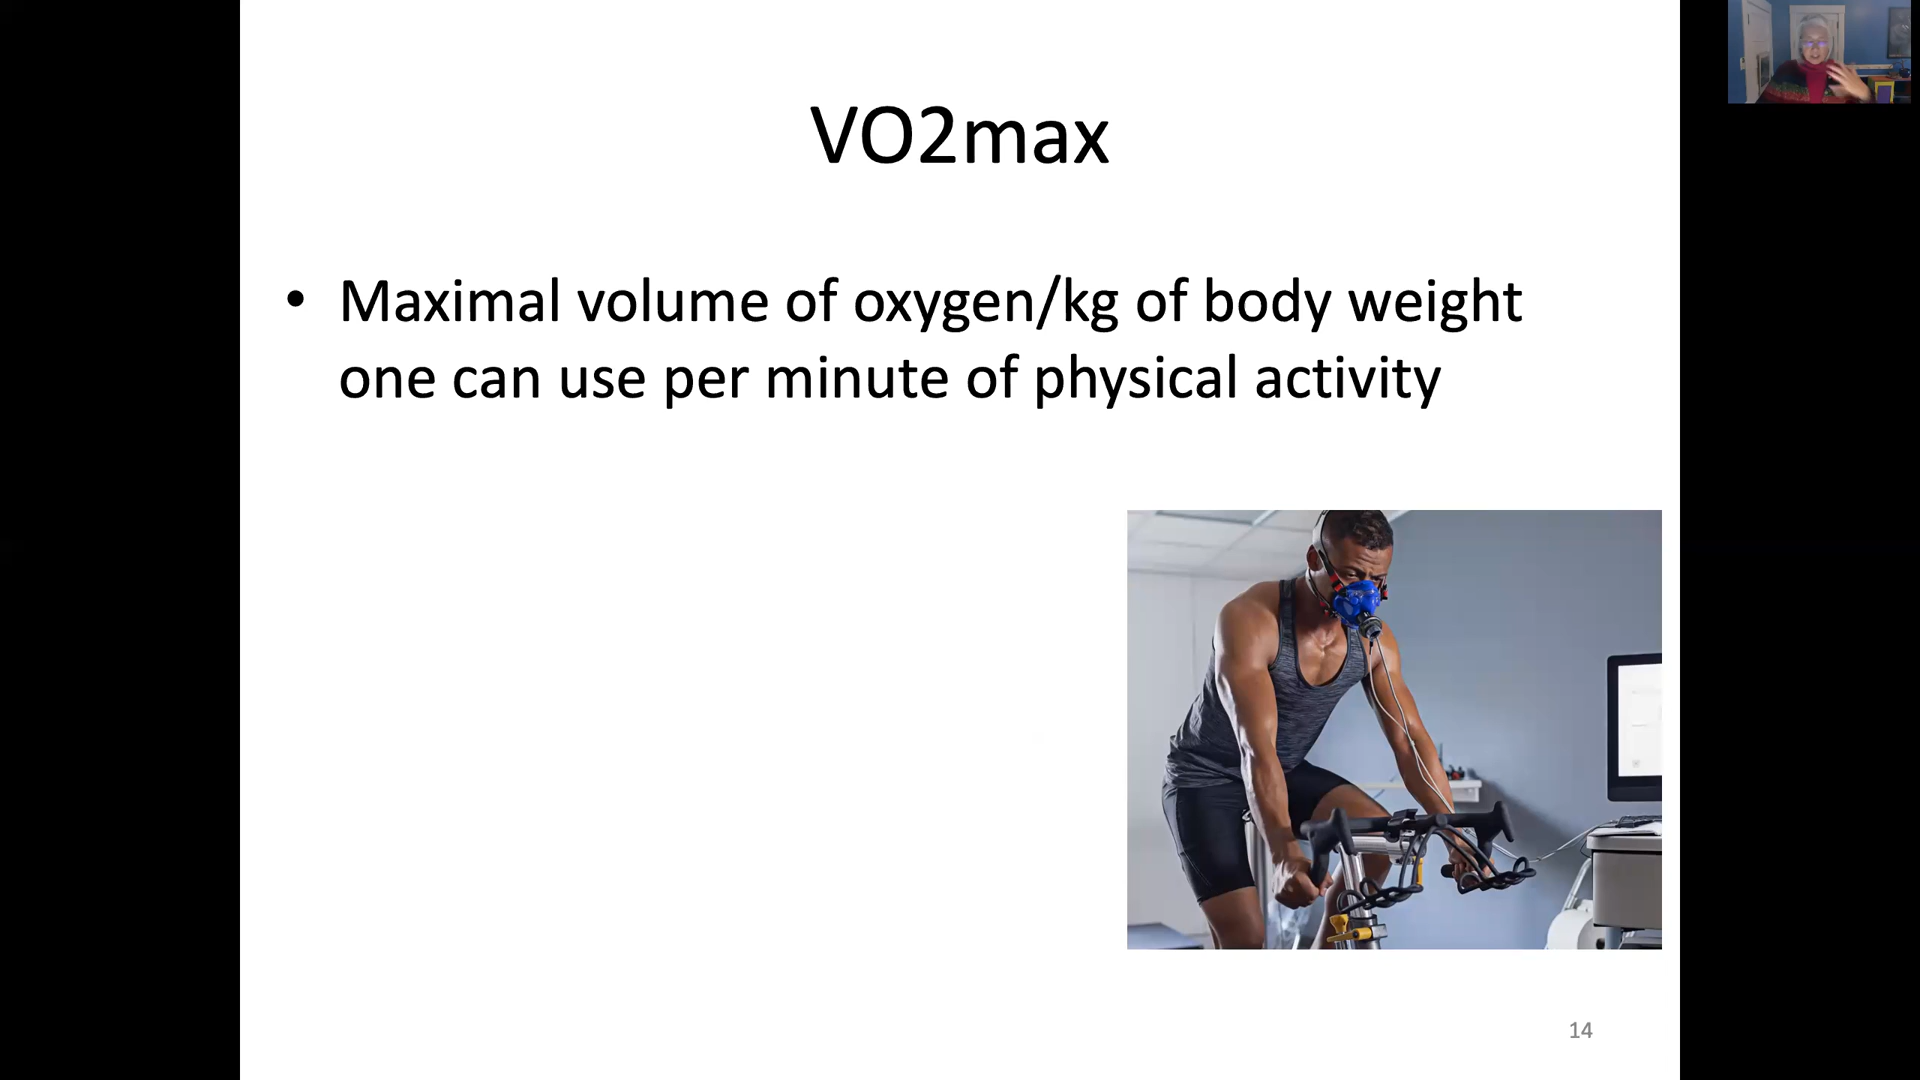 VO2max
• Maximal volume of oxygen/kg of body weight
one can use per minute of physical activity
14